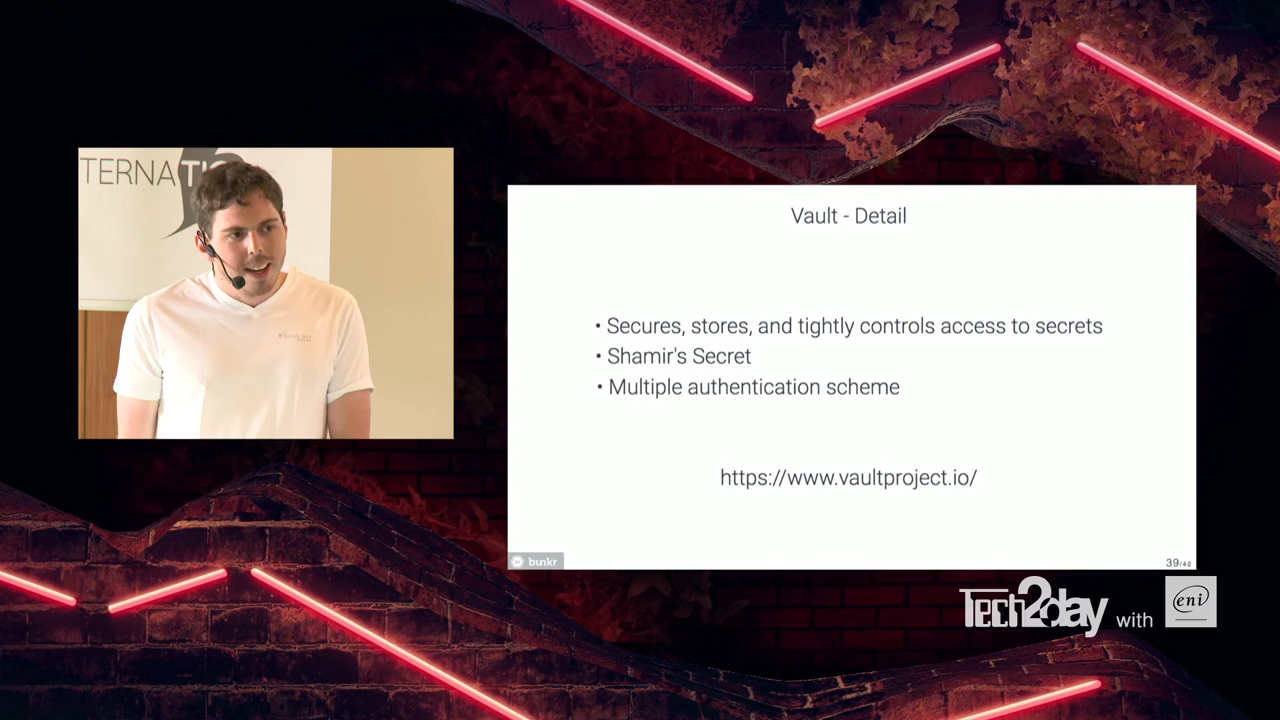 TERNATI
Vault - Detail
• Secures, stores, and tightly controls access to secrets
• Shamir's Secret
• Multiple authentication scheme
https://www.vaultproject.io/
bunkr
39/42
Tech2day with eni